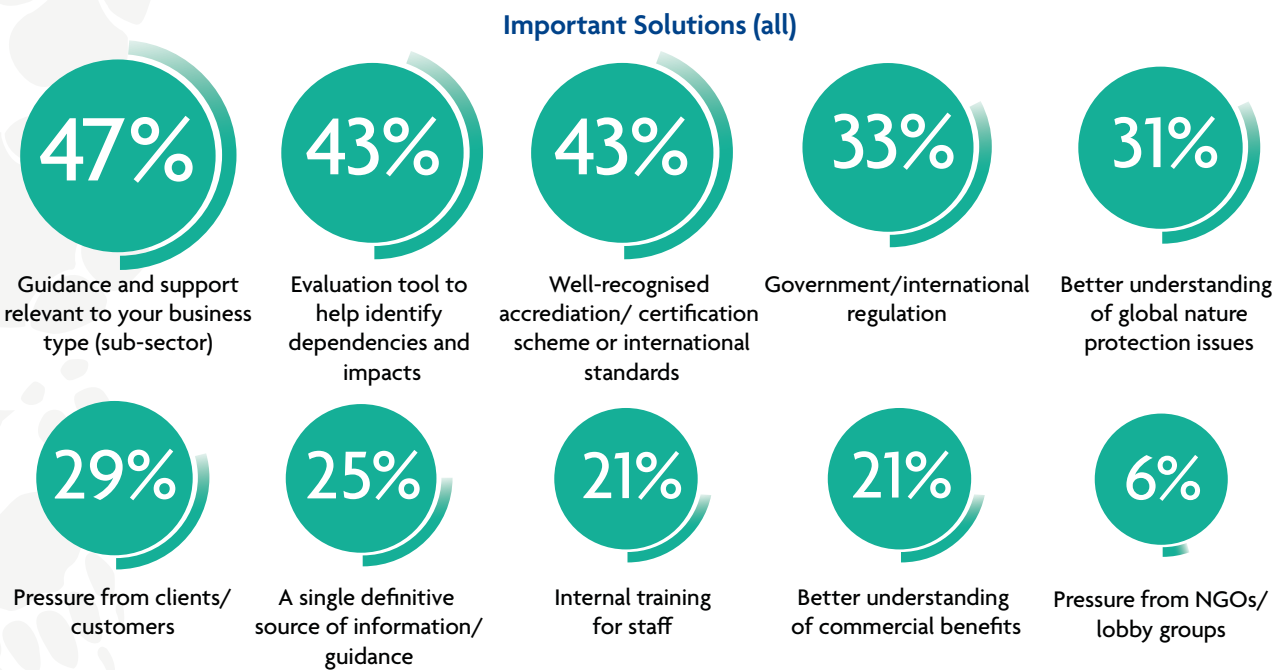 Important Solutions (all)
47%
43%
43%
33%
31%
Guidance and support
relevant to your business
type (sub-sector)
Evaluation tool to
help identify
dependencies and
impacts
Well-recognised
accrediation/ certification
scheme or international
standards
Government/international
regulation
Better understanding
of global nature
protection issues
29%
25%
21%
21%
6%
Pressure from clients/
customers
A single definitive
source of information/
guidance
Internal training
for staff
Better understanding
of commercial benefits
Pressure from NGOs/
lobby groups